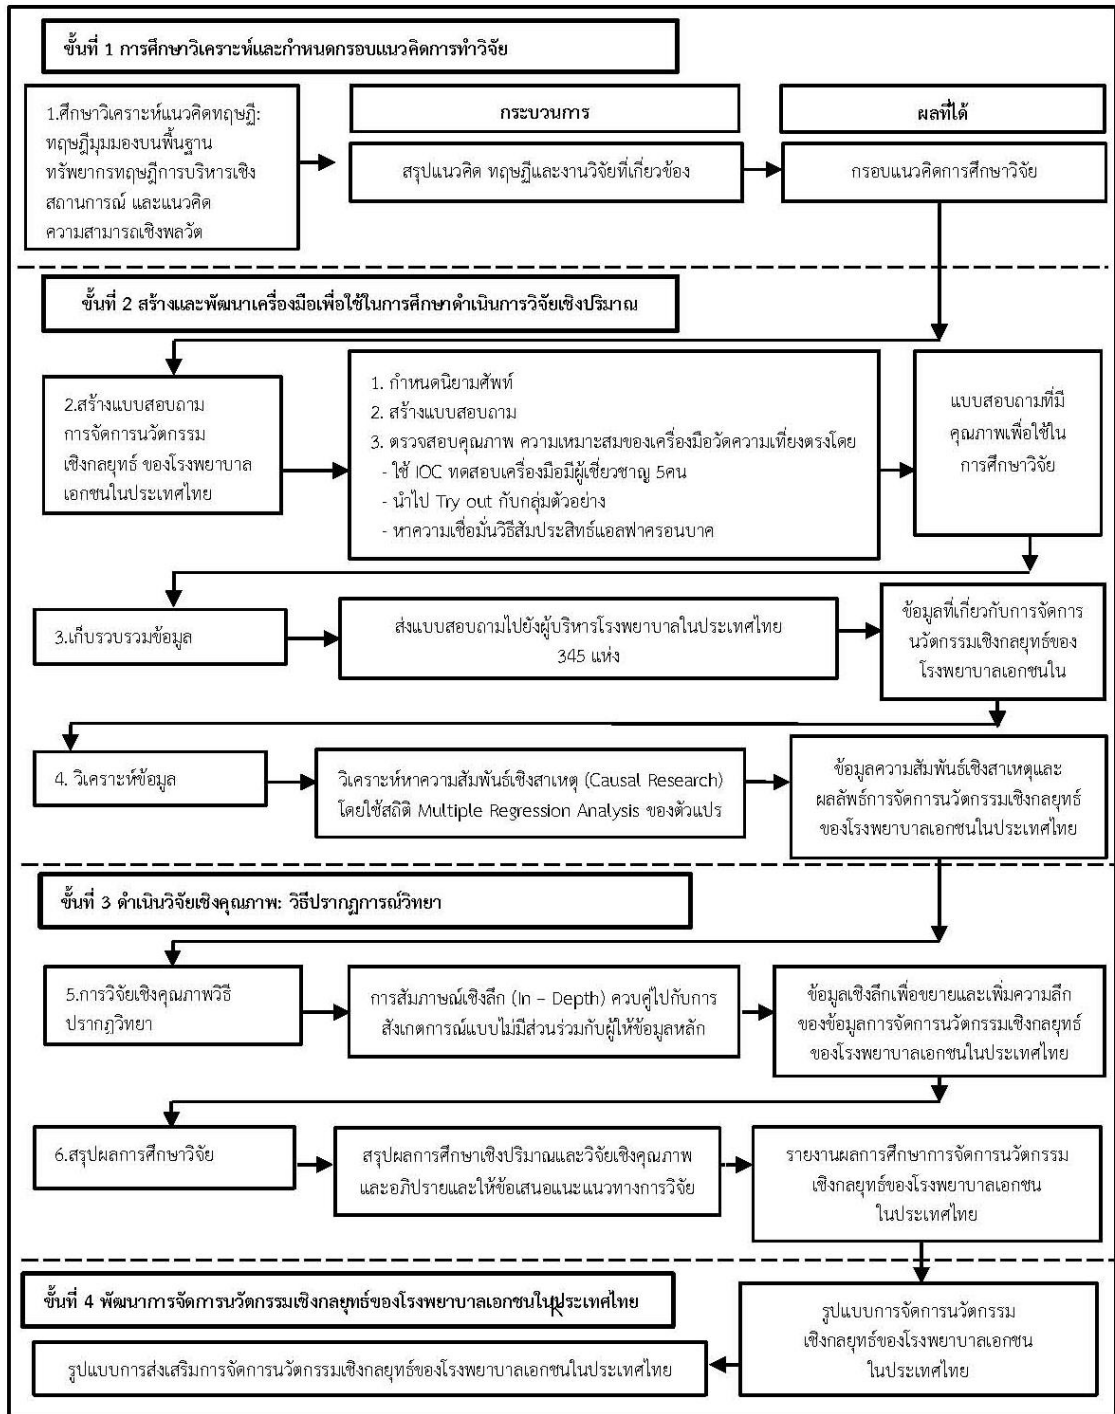 ขั้นที่ 1 การศึกษาวิเคราะห์และกำหนดกรอบแนวคิดการทำวิจัย
1.ศึกษาวิเคราะห์แนวคิดทฤษฎี:
ทฤษฎีมุมมองบนพื้นฐาน
ทรัพยากรทฤษฎีการบริหารเชิง
สถานการณ์ และแนวคิด
ความสามารถเชิงพลวัต
กระบวนการ
สรุปแนวคิด ทฤษฎีและงานวิจัยที่เกี่ยวข้อง
ผลที่ได้
กรอบแนวคิดการศึกษาวิจัย
ขั้นที่ 2 สร้างและพัฒนาเครื่องมือเพื่อใช้ในการศึกษาดำเนินการวิจัยเชิงปริมาณ
2.สร้างแบบสอบถาม
การจัดการนวัตกรรม
เชิงกลยุทธ์ ของโรงพยาบาล
เอกชนในประเทศไทย
1. กำหนดนิยามศัพท์
2. สร้างแบบสอบถาม
3. ตรวจสอบคุณภาพ ความเหมาะสมของเครื่องมือวัดความเที่ยงตรงโดย
- ใช้ IOC ทดสอบเครื่องมือมีผู้เชี่ยวชาญ 5คน
- นำไป Try out กับกลุ่มตัวอย่าง
- หาความเชื่อมั่นวิธีสัมประสิทธ์แอลฟาครอนบาค
แบบสอบถามที่มี
คุณภาพเพื่อใช้ใน
การศึกษาวิจัย
3.เก็บรวบรวมข้อมูล
ส่งแบบสอบถามไปยังผู้บริหารโรงพยาบาลในประเทศไทย
345 แห่ง
ข้อมูลที่เกี่ยวกับการจัดการ
นวัตกรรมเชิงกลยุทธ์ของ
โรงพยาบาลเอกชนใน
4. วิเคราะห์ข้อมูล
วิเคราะห์หาความสัมพันธ์เชิงสาเหตุ (Causal Research)
โดยใช้สถิติ Multiple Regression Analysis ของตัวแปร
ข้อมูลความสัมพันธ์เชิงสาเหตุและ
ผลลัพธ์การจัดการนวัตกรรมเชิงกลยุทธ์
ของโรงพยาบาลเอกชนในประเทศไทย
ขั้นที่ 3 ดำเนินวิจัยเชิงคุณภาพ: วิธีปรากฏการณ์วิทยา
5.การวิจัยเชิงคุณภาพวิธี
ปรากฏวิทยา
การสัมภาษณ์เชิงลึก (In – Depth) ควบคู่ไปกับการ
สังเกตการณ์แบบไม่มีส่วนร่วมกับผู้ให้ข้อมูลหลัก
ข้อมูลเชิงลึกเพื่อขยายและเพิ่มความลึก
ของข้อมูลการจัดการนวัตกรรมเชิงกลยุทธ์
ของโรงพยาบาลเอกชนในประเทศไทย
6.สรุปผลการศึกษาวิจัย
สรุปผลการศึกษาเชิงปริมาณและวิจัยเชิงคุณภาพ
และอภิปรายและให้ข้อเสนอแนะแนวทางการวิจัย
รายงานผลการศึกษาการจัดการนวัตกรรม
เชิงกลยุทธ์ของโรงพยาบาลเอกชน
ในประเทศไทย
ขั้นที่ 4 พัฒนาการจัดการนวัตกรรมเชิงกลยุทธ์ของโรงพยาบาลเอกชนในประเทศไทย
K
รูปแบบการจัดการนวัตกรรม
เชิงกลยุทธ์ของโรงพยาบาลเอกชน
ในประเทศไทย
รูปแบบการส่งเสริมการจัดการนวัตกรรมเชิงกลยุทธ์ของโรงพยาบาลเอกชนในประเทศไทย